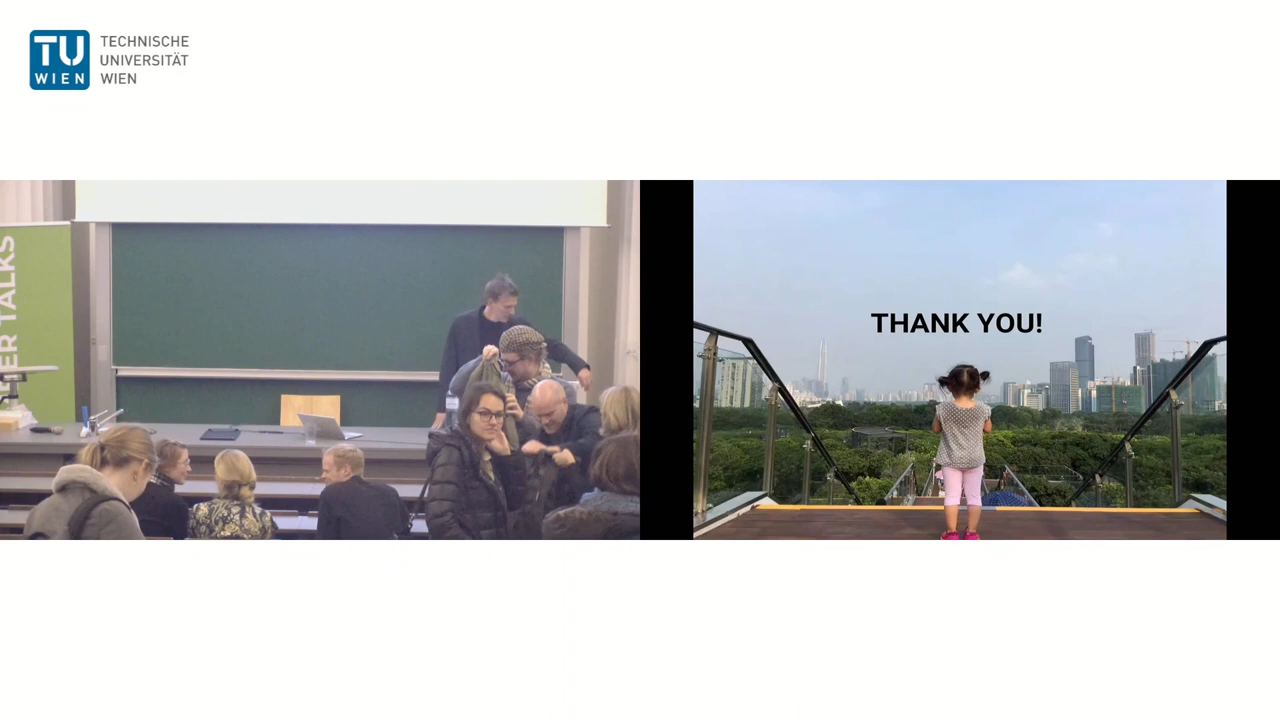 TU
WIEN
TECHNISCHE
UNIVERSITÄT
WIEN
ER TALKS
THANK YOU!